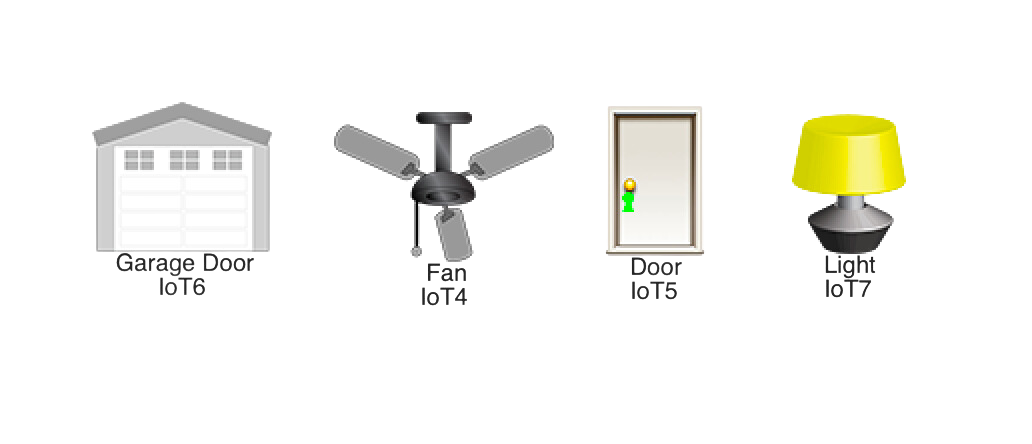 Garage Door
IoT6
Fan
IoT4
Door
IoT5
Light
IoT7